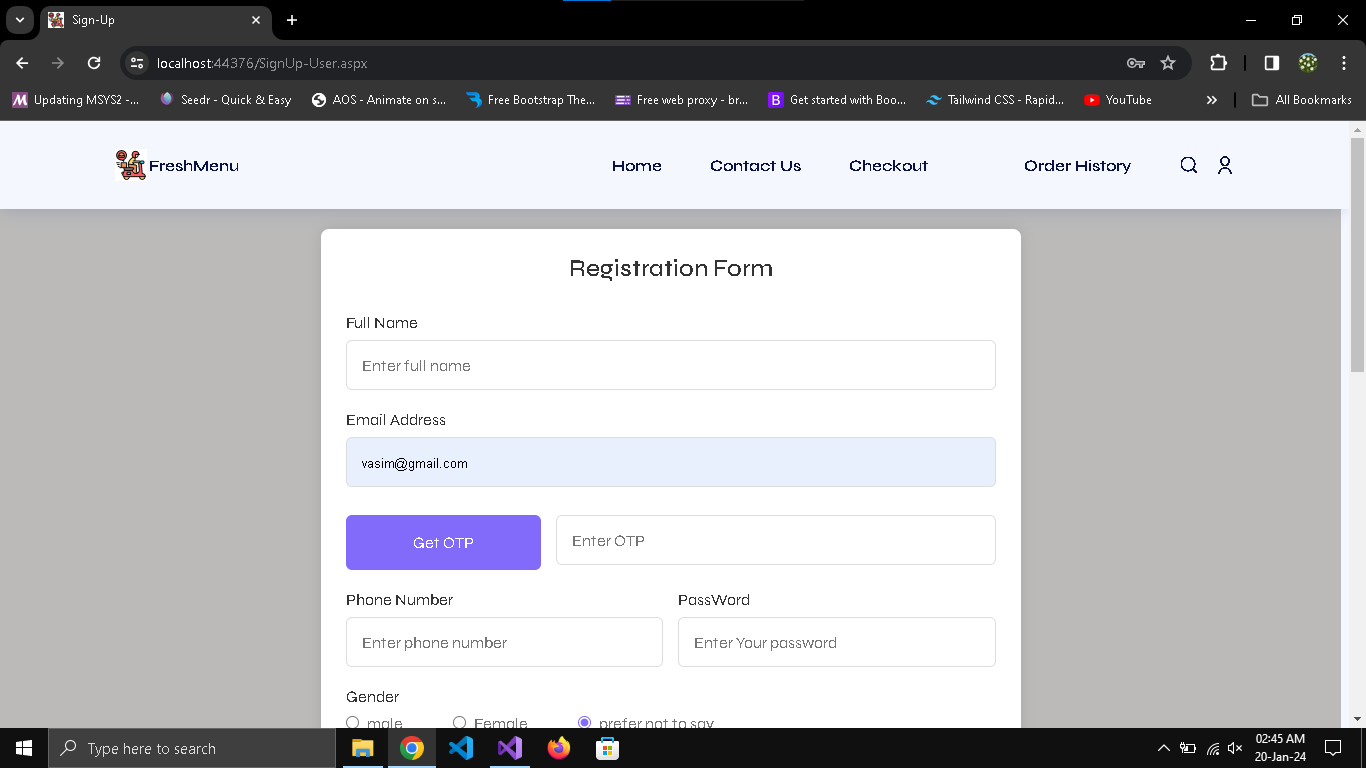 Sign-Up
localhost:44376/SignUp-User.aspx
Updating MSYS2 -... Seedr - Quick & Easy AOS - Animate on s... Free Bootstrap The... Free web proxy - br... Get started with Boo... Tailwind CSS - Rapid... YouTube All Bookmarks
FreshMenu Home Contact Us Checkout Order History
Registration Form
Full Name
Enter full name
Email Address
vasim@gmail.com
Get OTP Enter OTP
Phone Number PassWord
Enter phone number Enter Your password
Gender
male Female prefer not to say
Type here to search
02:45 AM
20-Jan-24